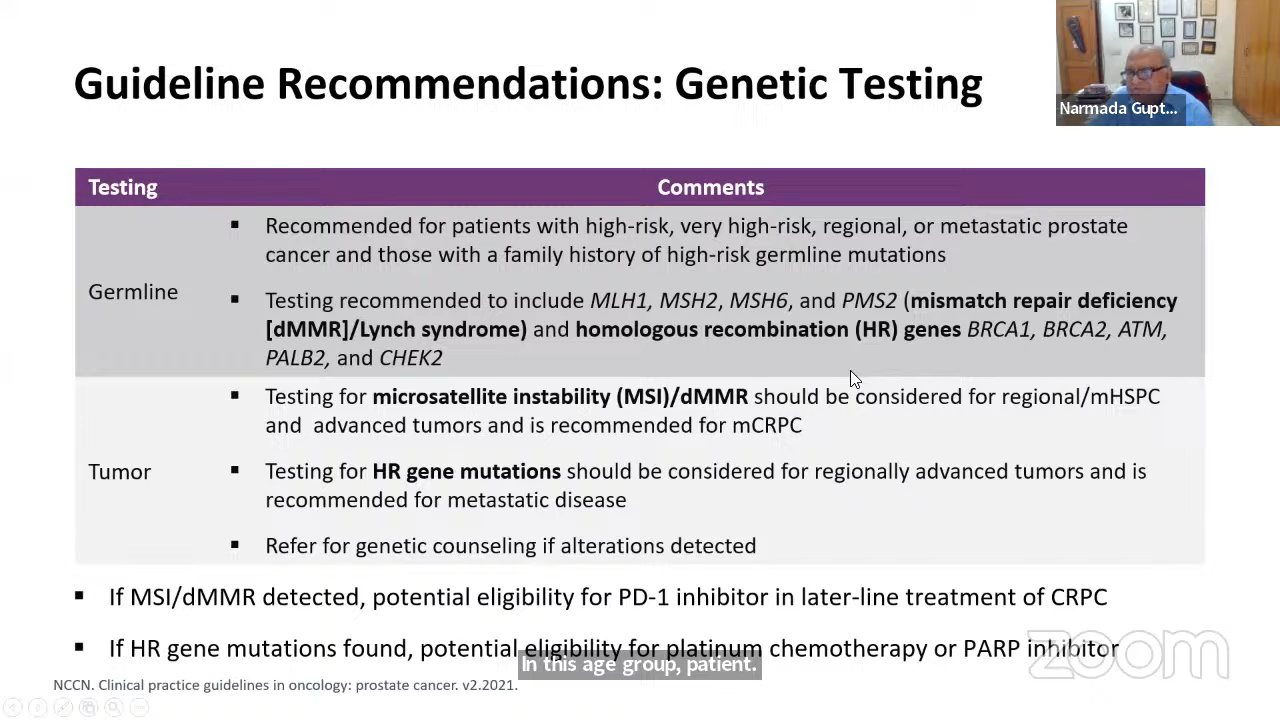 Guideline Recommendations: Genetic Testing
Narmada Gupt...
Testing
Comments
Germline
▪ Recommended for patients with high-risk, very high-risk, regional, or metastatic prostate
cancer and those with a family history of high-risk germline mutations
▪ Testing recommended to include MLH1, MSH2, MSH6, and PMS2 (mismatch repair deficiency
[dMMR]/Lynch syndrome) and homologous recombination (HR) genes BRCA1, BRCA2, ATM,
PALB2, and CHEK2
Tumor
▪ Testing for microsatellite instability (MSI)/dMMR should be considered for regional/mHSPC
and advanced tumors and is recommended for mCRPC
▪ Testing for HR gene mutations should be considered for regionally advanced tumors and is
recommended for metastatic disease
▪ Refer for genetic counseling if alterations detected
▪ If MSI/dMMR detected, potential eligibility for PD-1 inhibitor in later-line treatment of CRPC
▪ If HR gene mutations found, potential eligibility for platinum chemotherapy or PARP inhibitor
In this age group, patient.
zoom
NCCN. Clinical practice guidelines in oncology: prostate cancer. v2.2021.